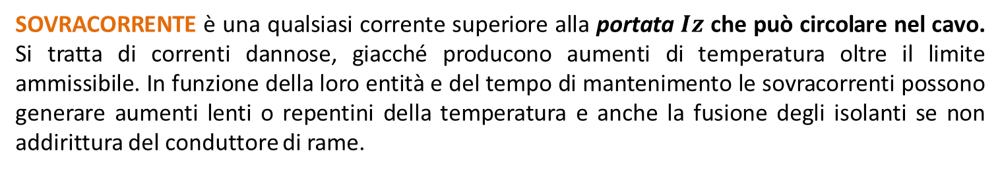 SOVRACORRENTE è una qualsiasi corrente superiore alla portata Iz che può circolare nel cavo.
Si tratta di correnti dannose, giacché producono aumenti di temperatura oltre il limite
ammissibile. In funzione della loro entità e del tempo di mantenimento le sovracorrenti possono
generare aumenti lenti o repentini della temperatura e anche la fusione degli isolanti se non
addirittura del conduttore di rame.